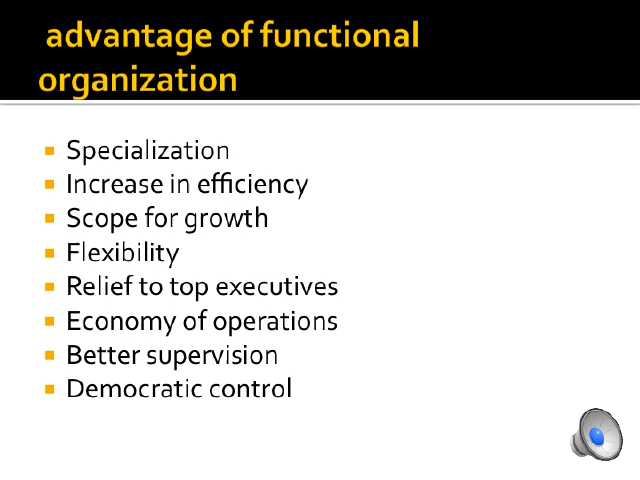 advantage of functional
organization
Specialization
Increase in efficiency
Scope for growth
Flexibility
Relief to top executives
Economy of operations
Better supervision
Democratic control